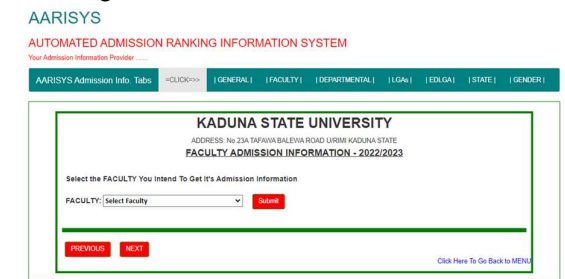 AARISYS
AUTOMATED ADMISSION RANKING INFORMATION SYSTEM
Your Admission Information Provider ......
AARISYS Admission Info. Tabs =CLICK=>> | GENERAL | | FACULTY | | DEPARTMENTAL | | LGAs | | EDLGA | | STATE | | GENDER |
KADUNA STATE UNIVERSITY
ADDRESS: No 23A TAFAWA BALEWA ROAD U/RIMI KADUNA STATE
FACULTY ADMISSION INFORMATION - 2022/2023
Select the FACULTY You Intend To Get It's Admission Information
FACULTY: Select Faculty Submit
PREVIOUS NEXT
Click Here To Go Back to MENU